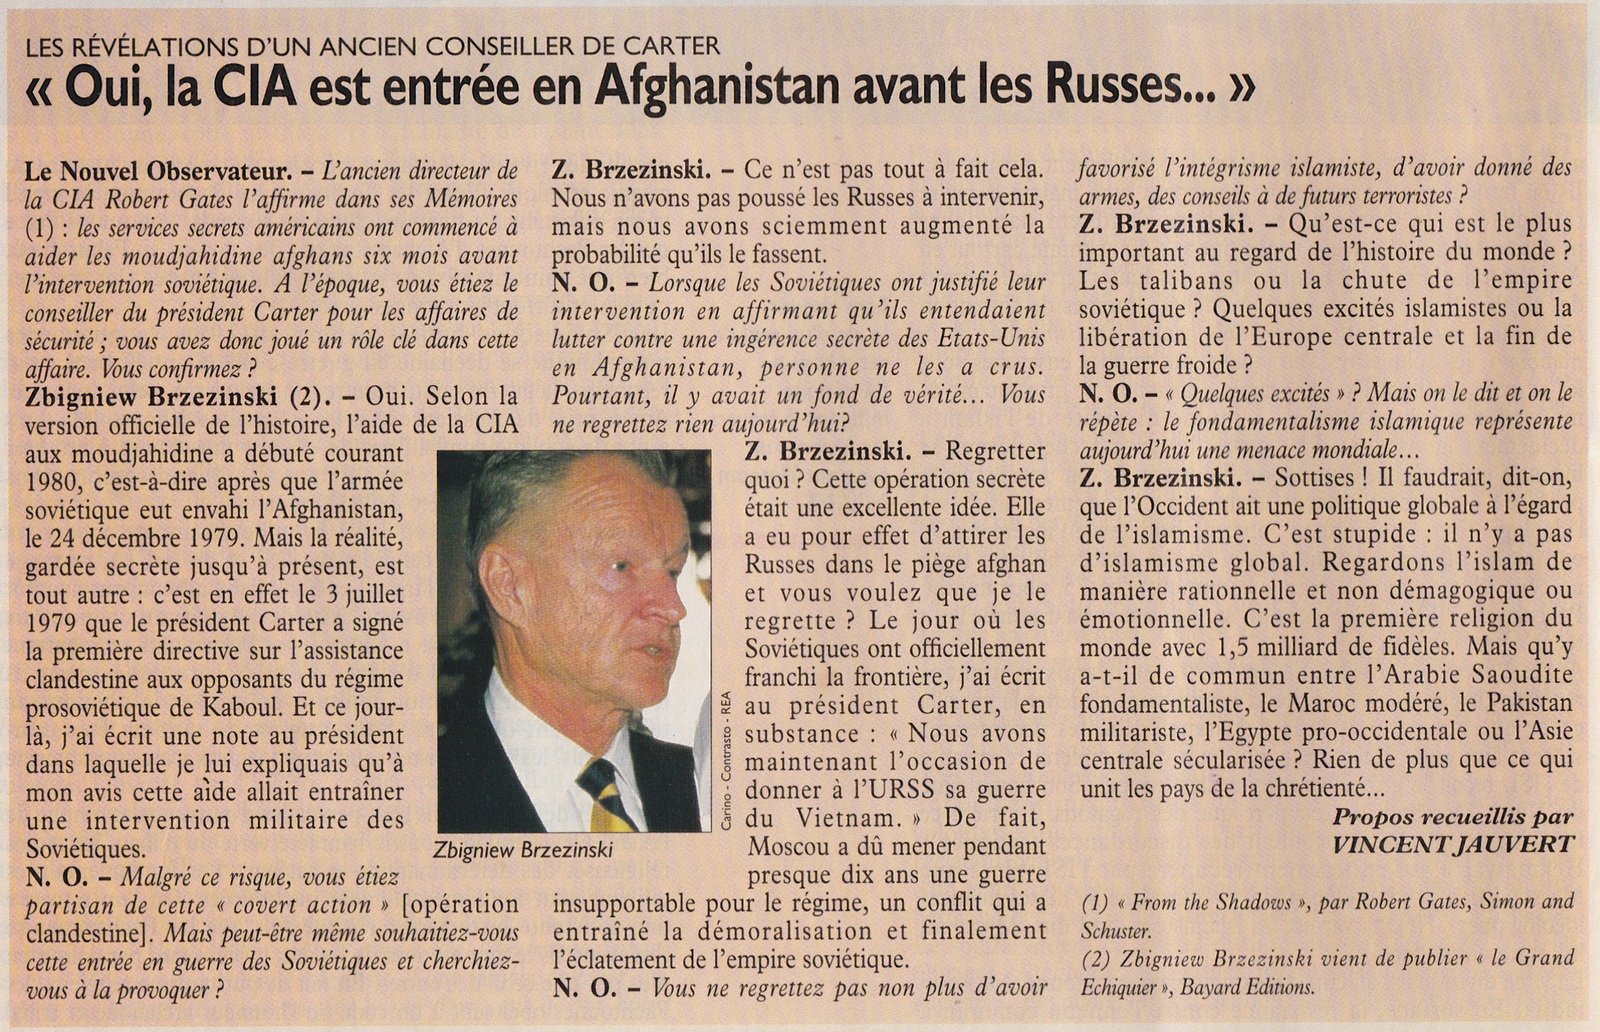 LES RÉVÉLATIONS D'UN ANCIEN CONSEILLER DE CARTER
« Oui, la CIA est entrée en Afghanistan avant les Russes... »
Le Nouvel Observateur. – L'ancien directeur de
la CIA Robert Gates l'affirme dans ses Mémoires
(1) : les services secrets américains ont commencé à
aider les moudjahidine afghans six mois avant
l'intervention soviétique. A l'époque, vous étiez le
conseiller du président Carter pour les affaires de
sécurité ; vous avez donc joué un rôle clé dans cette
affaire. Vous confirmez ?
Zbigniew Brzezinski (2). – Oui. Selon la
version officielle de l'histoire, l'aide de la CIA
aux moudjahidine a débuté courant
1980, c'est-à-dire après que l'armée
soviétique eut envahi l'Afghanistan,
le 24 décembre 1979. Mais la réalité,
gardée secrète jusqu'à présent, est
tout autre : c'est en effet le 3 juillet
1979 que le président Carter a signé
la première directive sur l'assistance
clandestine aux opposants du régime
prosoviétique de Kaboul. Et ce jour-
là, j'ai écrit une note au président
dans laquelle je lui expliquais qu'à
mon avis cette aide allait entraîner
une intervention militaire des
Soviétiques.
N. O. – Malgré ce risque, vous étiez
partisan de cette « covert action » [opération
clandestine]. Mais peut-être même souhaitiez-vous
cette entrée en guerre des Soviétiques et cherchiez-
vous à la provoquer ?
Z. Brzezinski. – Ce n'est pas tout à fait cela.
Nous n'avons pas poussé les Russes à intervenir,
mais nous avons sciemment augmenté la
probabilité qu'ils le fassent.
N. O. – Lorsque les Soviétiques ont justifié leur
intervention en affirmant qu'ils entendaient
lutter contre une ingérence secrète des Etats-Unis
en Afghanistan, personne ne les a crus.
Pourtant, il y avait un fond de vérité... Vous
ne regrettez rien aujourd'hui?
Z. Brzezinski. – Regretter
quoi ? Cette opération secrète
était une excellente idée. Elle
a eu pour effet d'attirer les
Russes dans le piège afghan
et vous voulez que je le
regrette ? Le jour où les
Soviétiques ont officiellement
franchi la frontière, j'ai écrit
au président Carter, en
substance : « Nous avons
maintenant l'occasion de
donner à l'URSS sa guerre
du Vietnam. » De fait,
Moscou a dû mener pendant
presque dix ans une guerre
insupportable pour le régime, un conflit qui a
entraîné la démoralisation et finalement
l'éclatement de l'empire soviétique.
N. O. – Vous ne regrettez pas non plus d'avoir
Carino - Contrasto - REA
Zbigniew Brzezinski
favorisé l'intégrisme islamiste, d'avoir donné des
armes, des conseils à de futurs terroristes ?
Z. Brzezinski. – Qu'est-ce qui est le plus
important au regard de l'histoire du monde ?
Les talibans ou la chute de l'empire
soviétique ? Quelques excités islamistes ou la
libération de l'Europe centrale et la fin de
la guerre froide ?
N. O. – « Quelques excités » ? Mais on le dit et on le
répète : le fondamentalisme islamique représente
aujourd'hui une menace mondiale...
Z. Brzezinski. – Sottises ! Il faudrait, dit-on,
que l'Occident ait une politique globale à l'égard
de l'islamisme. C'est stupide : il n'y a pas
d'islamisme global. Regardons l'islam de
manière rationnelle et non démagogique ou
émotionnelle. C'est la première religion du
monde avec 1,5 milliard de fidèles. Mais qu'y
a-t-il de commun entre l'Arabie Saoudite
fondamentaliste, le Maroc modéré, le Pakistan
militariste, l'Egypte pro-occidentale ou l'Asie
centrale sécularisée ? Rien de plus que ce qui
unit les pays de la chrétienté...
Propos recueillis par
VINCENT JAUVERT
(1) « From the Shadows », par Robert Gates, Simon and
Schuster.
(2) Zbigniew Brzezinski vient de publier « le Grand
Echiquier », Bayard Editions.